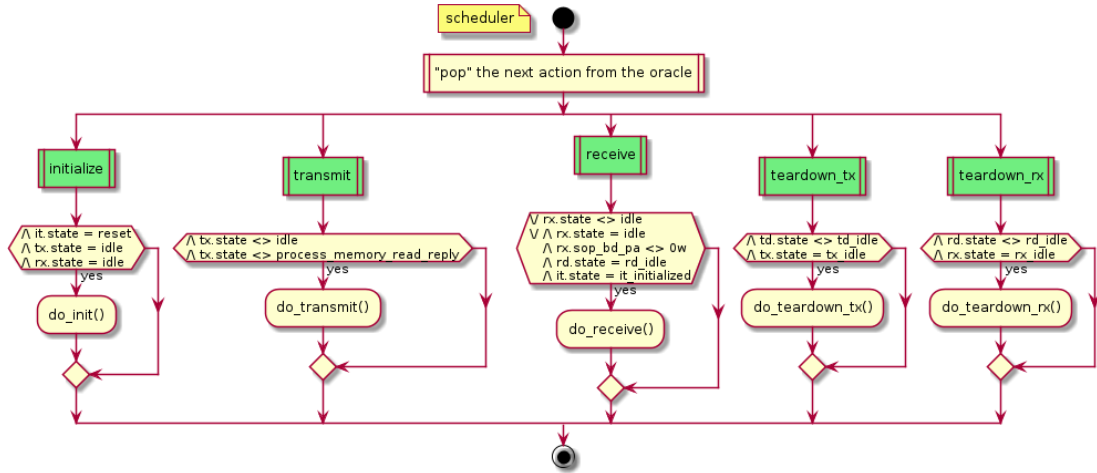 scheduler
"pop" the next action from the oracle
initialize
/\ it.state = reset
/\ tx.state = idle
/\ rx.state = idle
yes
do_init()
transmit
/\ tx.state <> idle
/\ tx.state <> process_memory_read_reply
yes
do_transmit()
receive
\/ rx.state <> idle
\/ /\ rx.state = idle
/\ rx.sop_bd_pa <> 0w
/\ rd.state = rd_idle
/\ it.state = it_initialized
yes
do_receive()
teardown_tx
/\ td.state <> td_idle
/\ tx.state = tx_idle
yes
do_teardown_tx()
teardown_rx
/\ rd.state <> rd_idle
/\ rx.state = rx_idle
yes
do_teardown_rx()